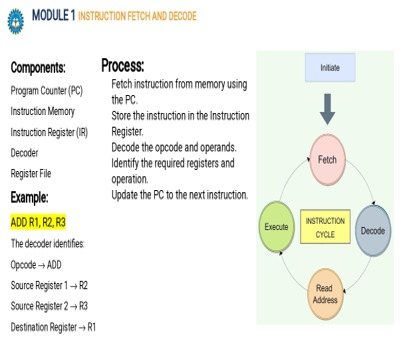 MODULE 1 INSTRUCTION FETCH AND DECODE
Components:
Program Counter (PC)
Instruction Memory
Instruction Register (IR)
Decoder
Register File
Example:
ADD R1, R2, R3
The decoder identifies:
Opcode → ADD
Source Register 1 → R2
Source Register 2 → R3
Destination Register → R1
Process:
Fetch instruction from memory using
the PC.
Store the instruction in the Instruction
Register.
Decode the opcode and operands.
Identify the required registers and
operation.
Update the PC to the next instruction.
Initiate
Fetch
Execute
INSTRUCTION
CYCLE
Decode
Read
Address